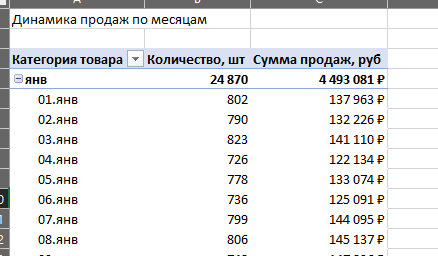 Динамика продаж по месяцам
Категория товара Количество, шт Сумма продаж, руб
янв 24 870 4 493 081 ₽
01.янв 802 137 963 ₽
02.янв 790 132 226 ₽
03.янв 823 141 110 ₽
04.янв 726 122 134 ₽
05.янв 778 133 074 ₽
06.янв 736 125 091 ₽
07.янв 799 144 095 ₽
08.янв 806 145 137 ₽